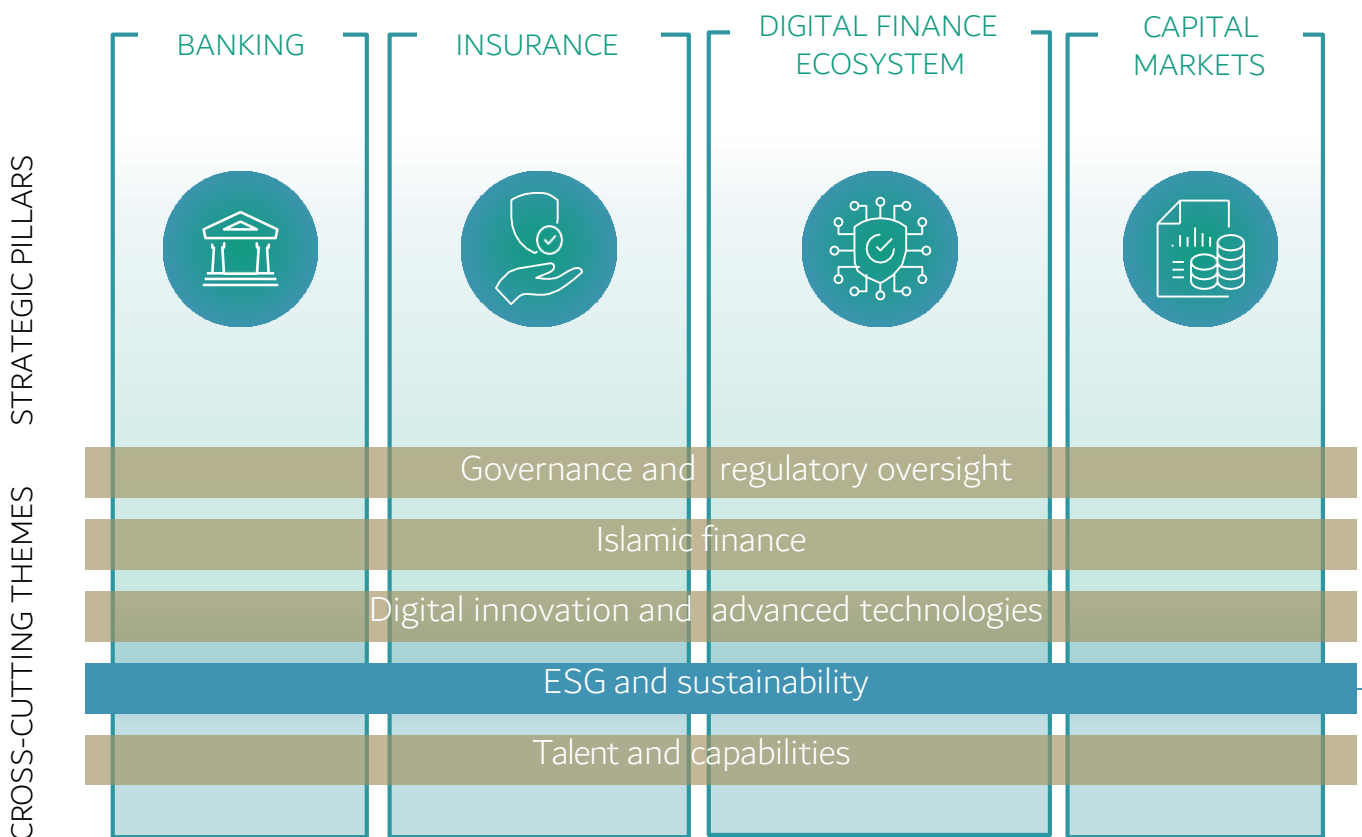 BANKING
INSURANCE
DIGITAL FINANCE
ECOSYSTEM
CAPITAL
MARKETS
STRATEGIC PILLARS
CROSS-CUTTING THEMES
Governance and regulatory oversight
Islamic finance
Digital innovation and advanced technologies
ESG and sustainability
Talent and capabilities